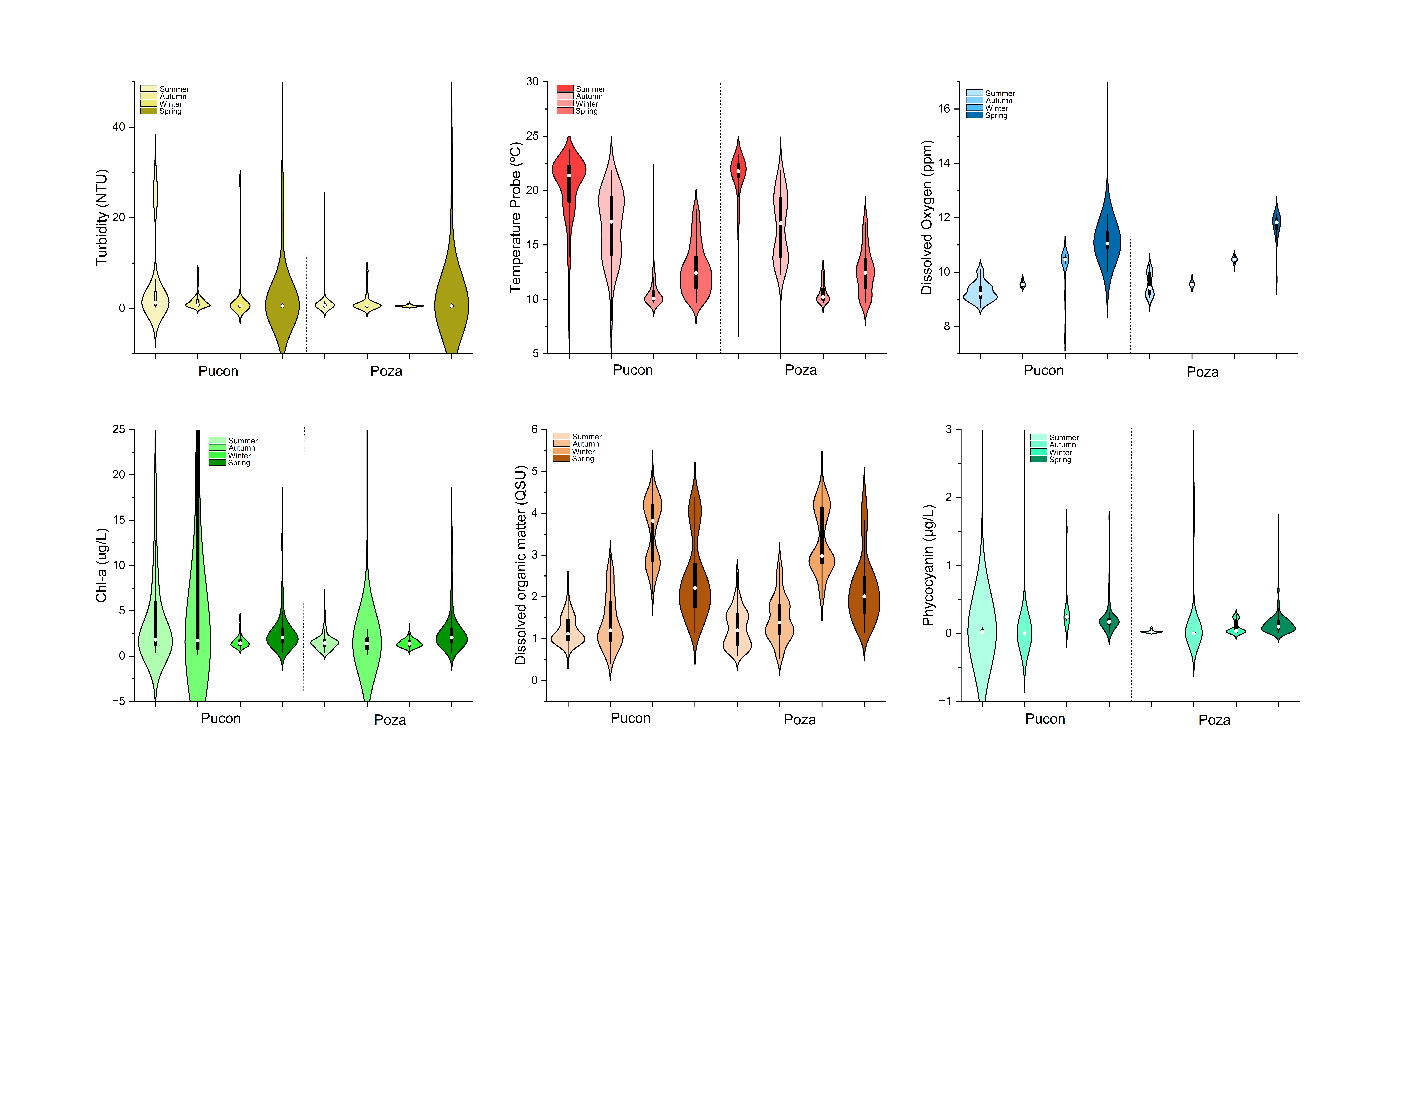 Summer
Autumn
Winter
Spring
40
20
0
Turbidity (NTU)
Pucon
Poza
Summer
Autumn
Winter
Spring
30
25
20
15
10
5
Temperature Probe (ºC)
Pucon
Poza
Summer
Autumn
Winter
Spring
16
14
12
10
8
Dissolved Oxygen (ppm)
Pucon
Poza
Summer
Autumn
Winter
Spring
25
20
15
10
5
0
−5
Chl-a (ug/L)
Pucon
Poza
Summer
Autumn
Winter
Spring
6
5
4
3
2
1
0
Dissolved organic matter (QSU)
Pucon
Poza
Summer
Autumn
Winter
Spring
3
2
1
0
−1
Phycocyanin (µg/L)
Pucon
Poza